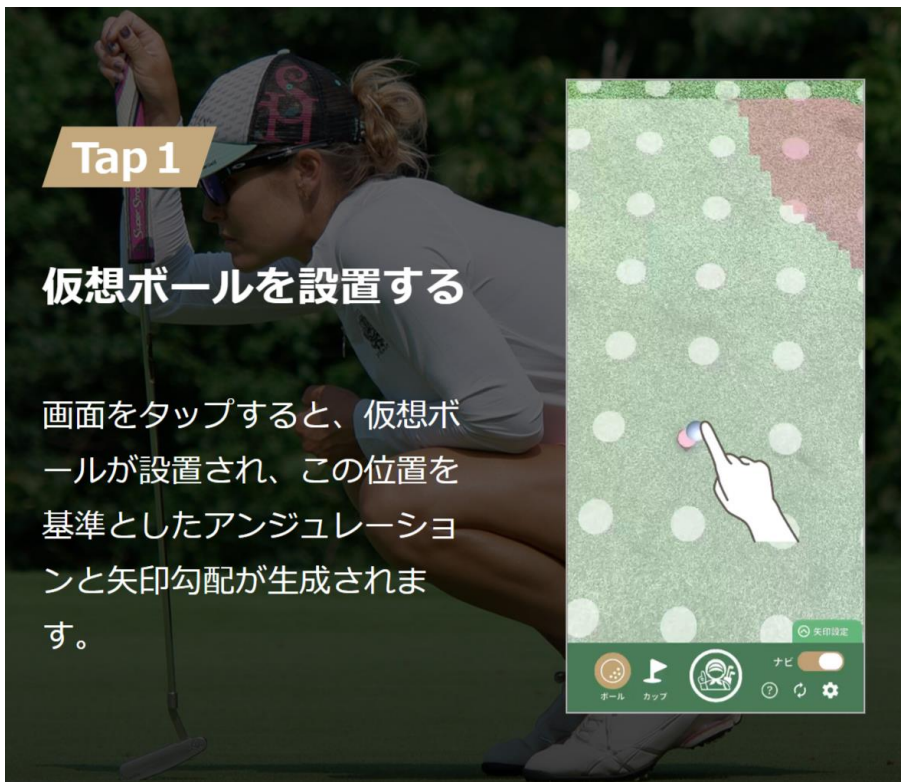 Tap 1
仮想ボールを設置する
画面をタップすると、仮想ボ
ールが設置され、この位置を
基準としたアンジュレーショ
ンと矢印勾配が生成されま
す。
矢印設定
ナビ
ボール
カップ
?